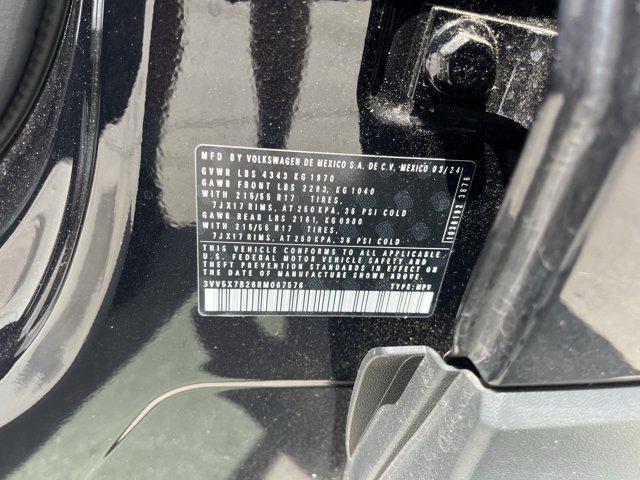 MFD BY VOLKSWAGEN DE MEXICO S.A. DE C.V. MEXICO 03/24
GVWR LBS 4343 KG 1970
GAWR FRONT LBS 2293, KG 1040
WITH 215/55 R17 TIRES,
7JX17 RIMS, AT 250 KPA, 36 PSI COLD
GAWR REAR LBS 2161, KG 0980
WITH 215/55 R17 TIRES,
7JX17 RIMS, AT 250 KPA, 36 PSI COLD
THIS VEHICLE CONFORMS TO ALL APPLICABLE
U.S. FEDERAL MOTOR VEHICLE SAFETY AND
THEFT PREVENTION STANDARDS IN EFFECT
ON THE DATE OF MANUFACTURE SHOWN ABOVE
3VV5X7B26RM067576 TYPE: MPV
1020192 3876